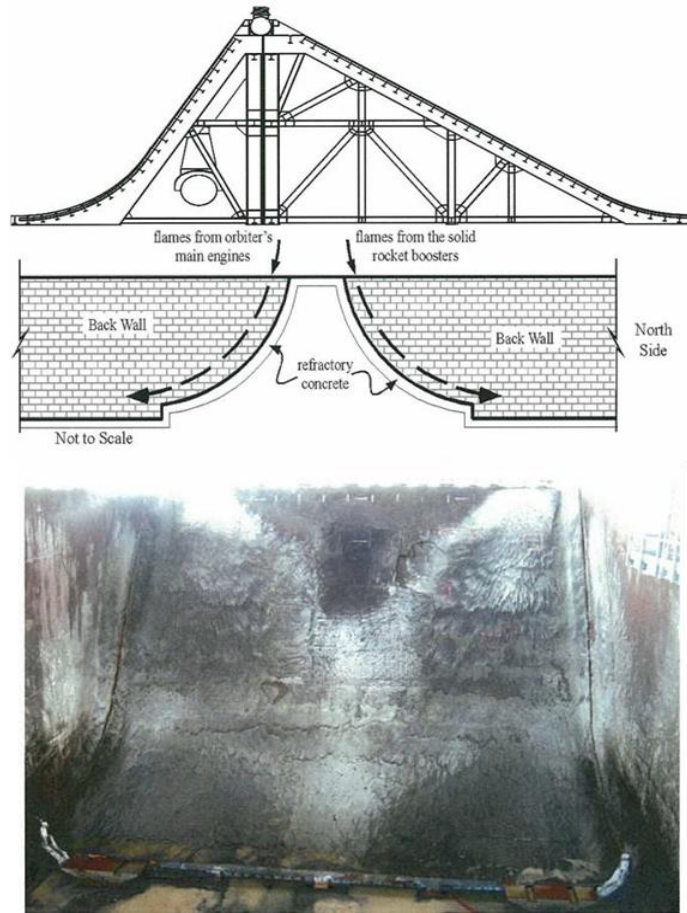 flames from orbiter's
main engines
flames from the solid
rocket boosters
Back Wall
Back Wall
North
Side
refractory
concrete
Not to Scale